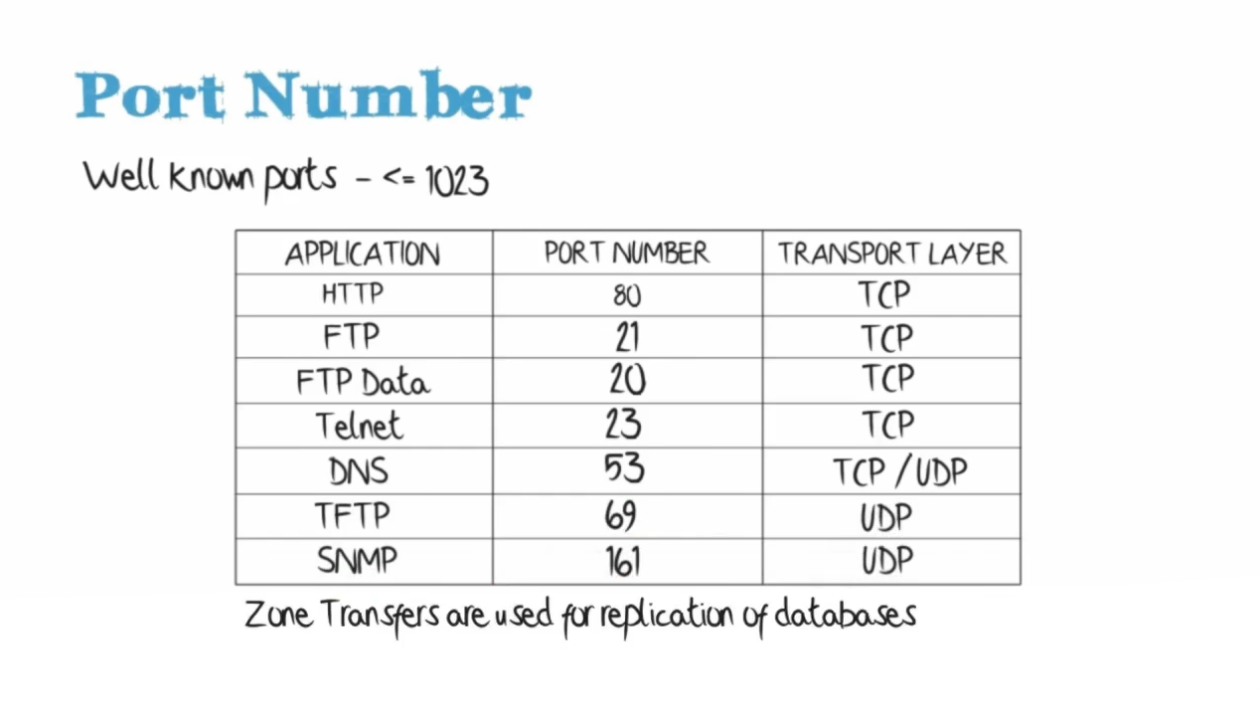 Port Number
Well known ports - <= 1023
APPLICATION PORT NUMBER TRANSPORT LAYER
HTTP 80 TCP
FTP 21 TCP
FTP Data 20 TCP
Telnet 23 TCP
DNS 53 TCP / UDP
TFTP 69 UDP
SNMP 161 UDP
Zone Transfers are used for replication of databases